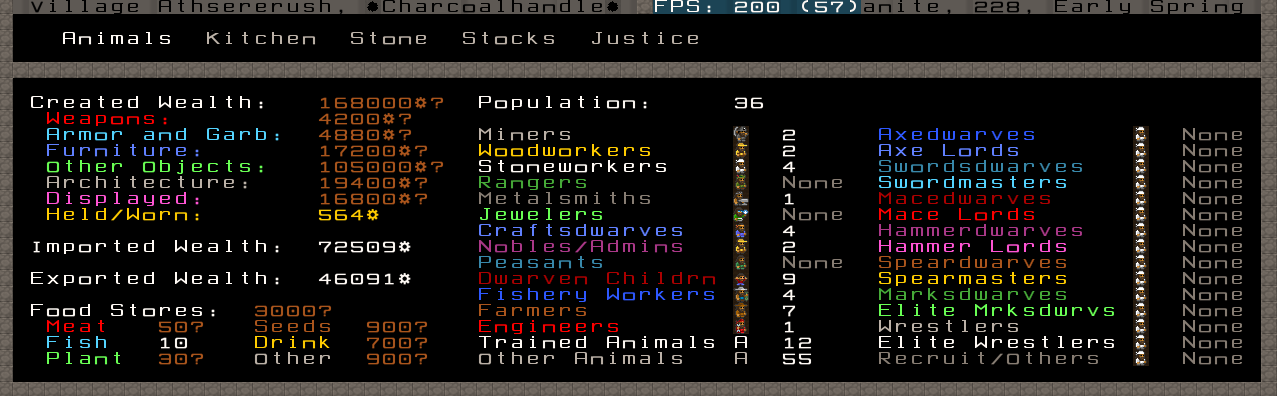 Village Athsererush, ●Charcoalhandle● FPS: 200 (57)anite, 228, Early Spring
Animals Kitchen Stone Stocks Justice
Created Wealth: 168000☼? Population: 36
Weapons: 4200☼?
Armor and Garb: 4880☼? Miners 2 Axedwarves None
Furniture: 17200☼? Woodworkers 2 Axe Lords None
Other Objects: 105000☼? Stoneworkers 4 Swordsdwarves None
Architecture: 19400☼? Rangers None Swordmasters None
Displayed: 16800☼? Metalsmiths 1 Macedwarves None
Held/Worn: 564☼ Jewelers None Mace Lords None
Craftsdwarves 4 Hammerdwarves None
Imported Wealth: 72509☼ Nobles/Admins 2 Hammer Lords None
Peasants None Speardwarves None
Exported Wealth: 46091☼ Dwarven Childrn 9 Spearmasters None
Fishery Workers 4 Marksdwarves None
Food Stores: 3000? Farmers 7 Elite Mrksdwrvs None
Meat 50? Seeds 900? Engineers 1 Wrestlers None
Fish 10 Drink 700? Trained Animals A 12 Elite Wrestlers None
Plant 30? Other 900? Other Animals A 55 Recruit/Others None